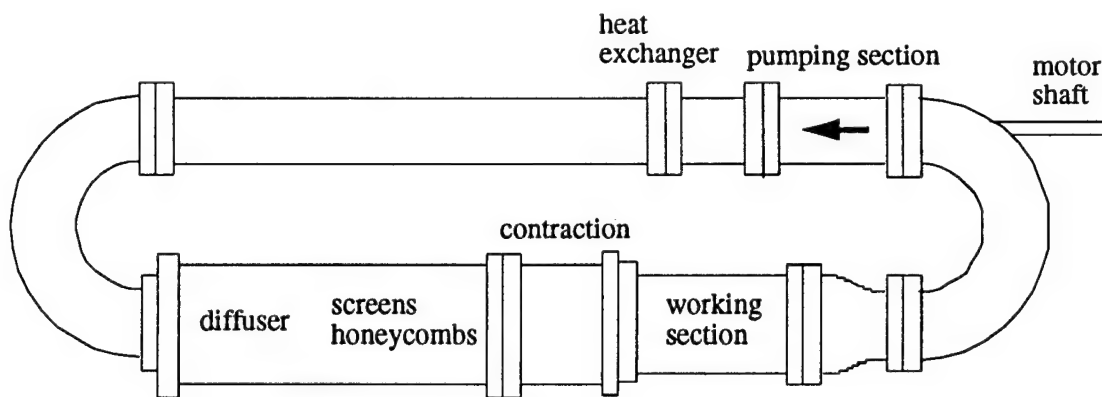 heat
exchanger
pumping section
motor
shaft
contraction
diffuser
screens
honeycombs
working
section